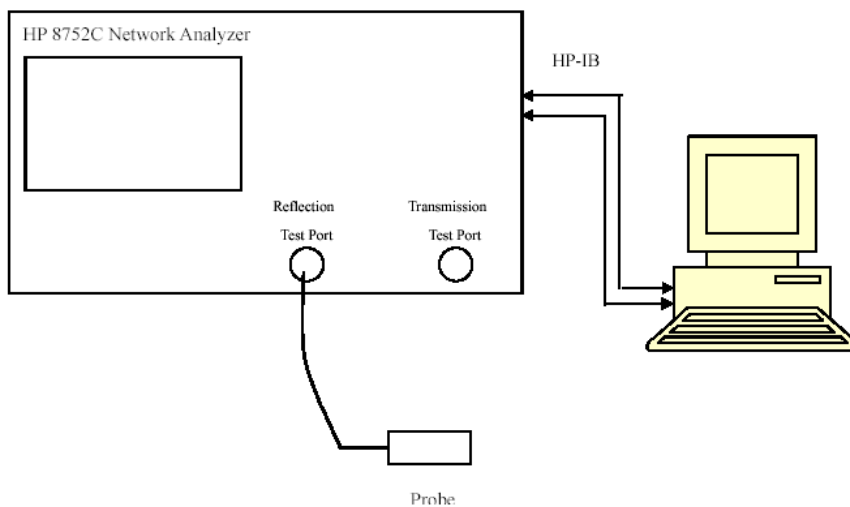 HP 8752C Network Analyzer
HP-IB
Reflection
Test Port
Transmission
Test Port
Probe